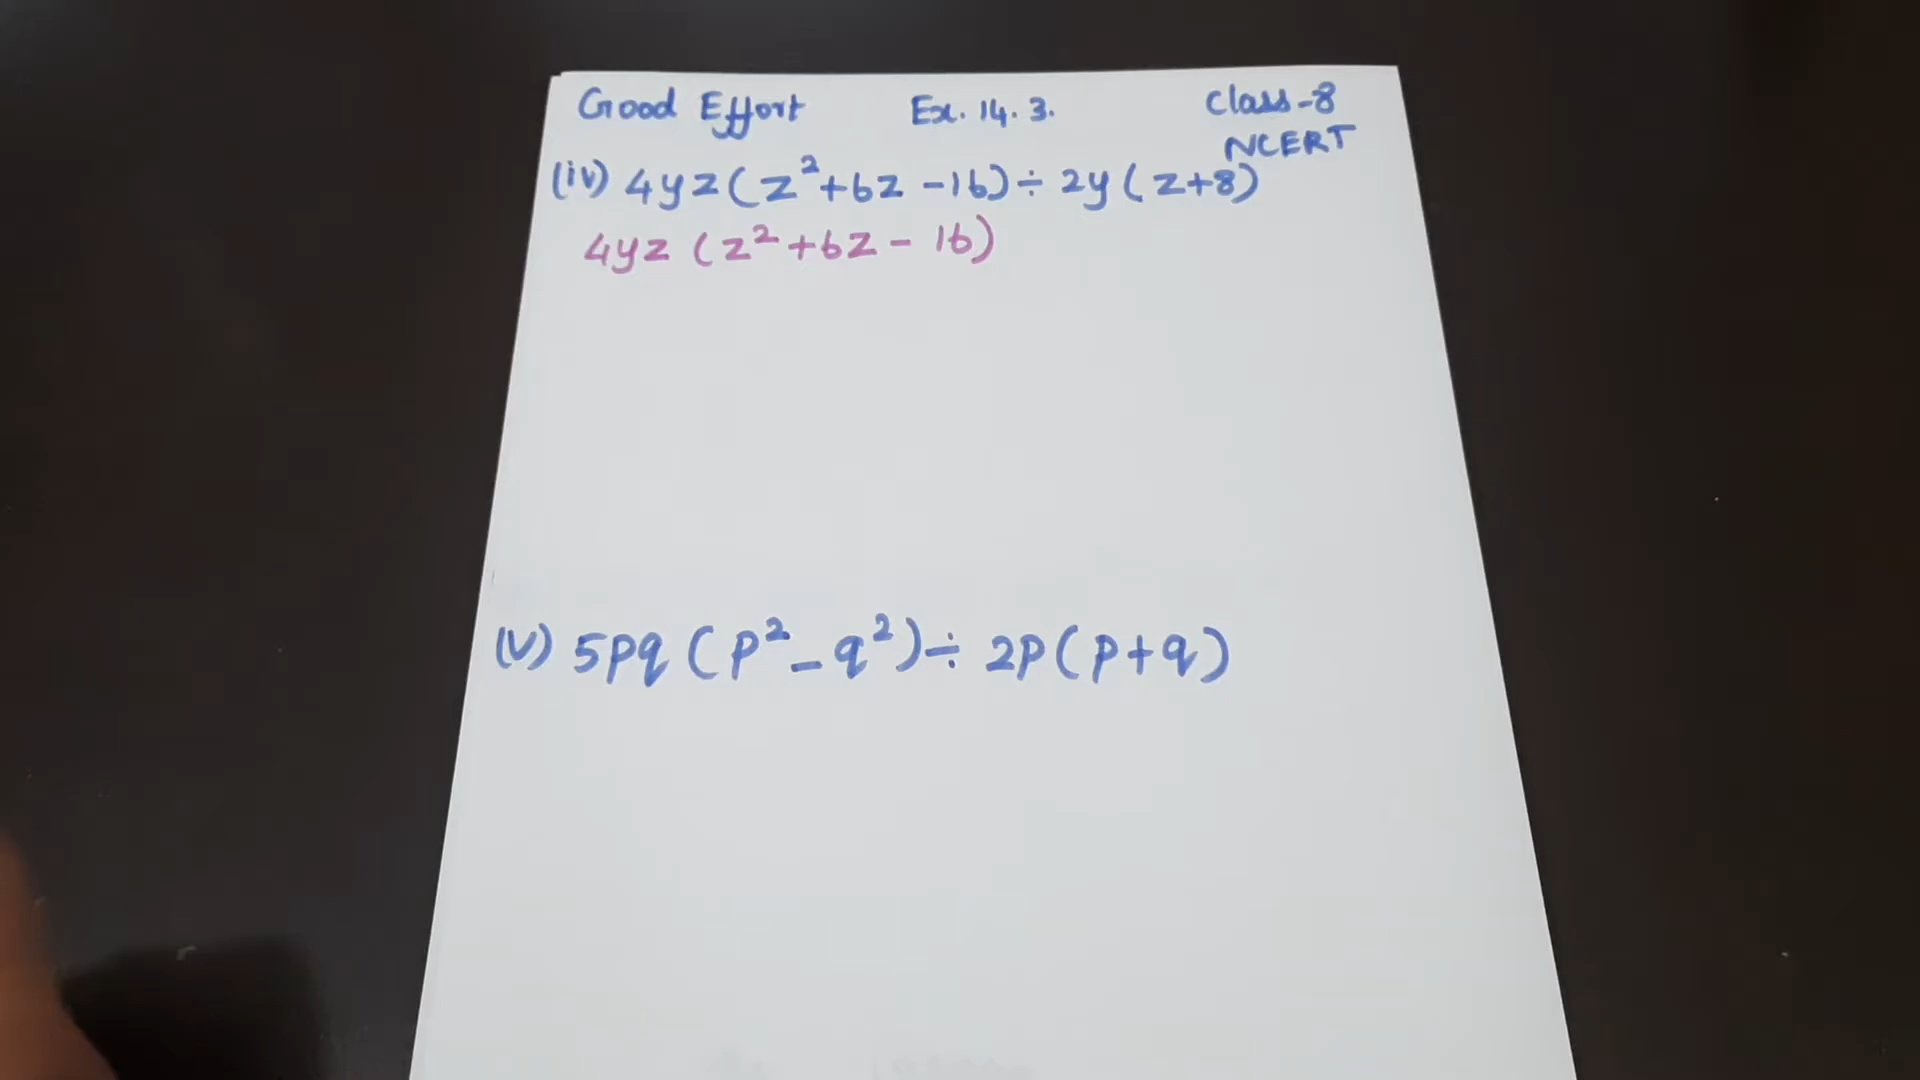 Good Effort Ex. 14.3. Class-8
NCERT
(iv) 4yz(z²+6z-16)÷2y(z+8)
4yz (z²+6z-16)
(v) 5pq(p²-q²)÷2p(p+q)